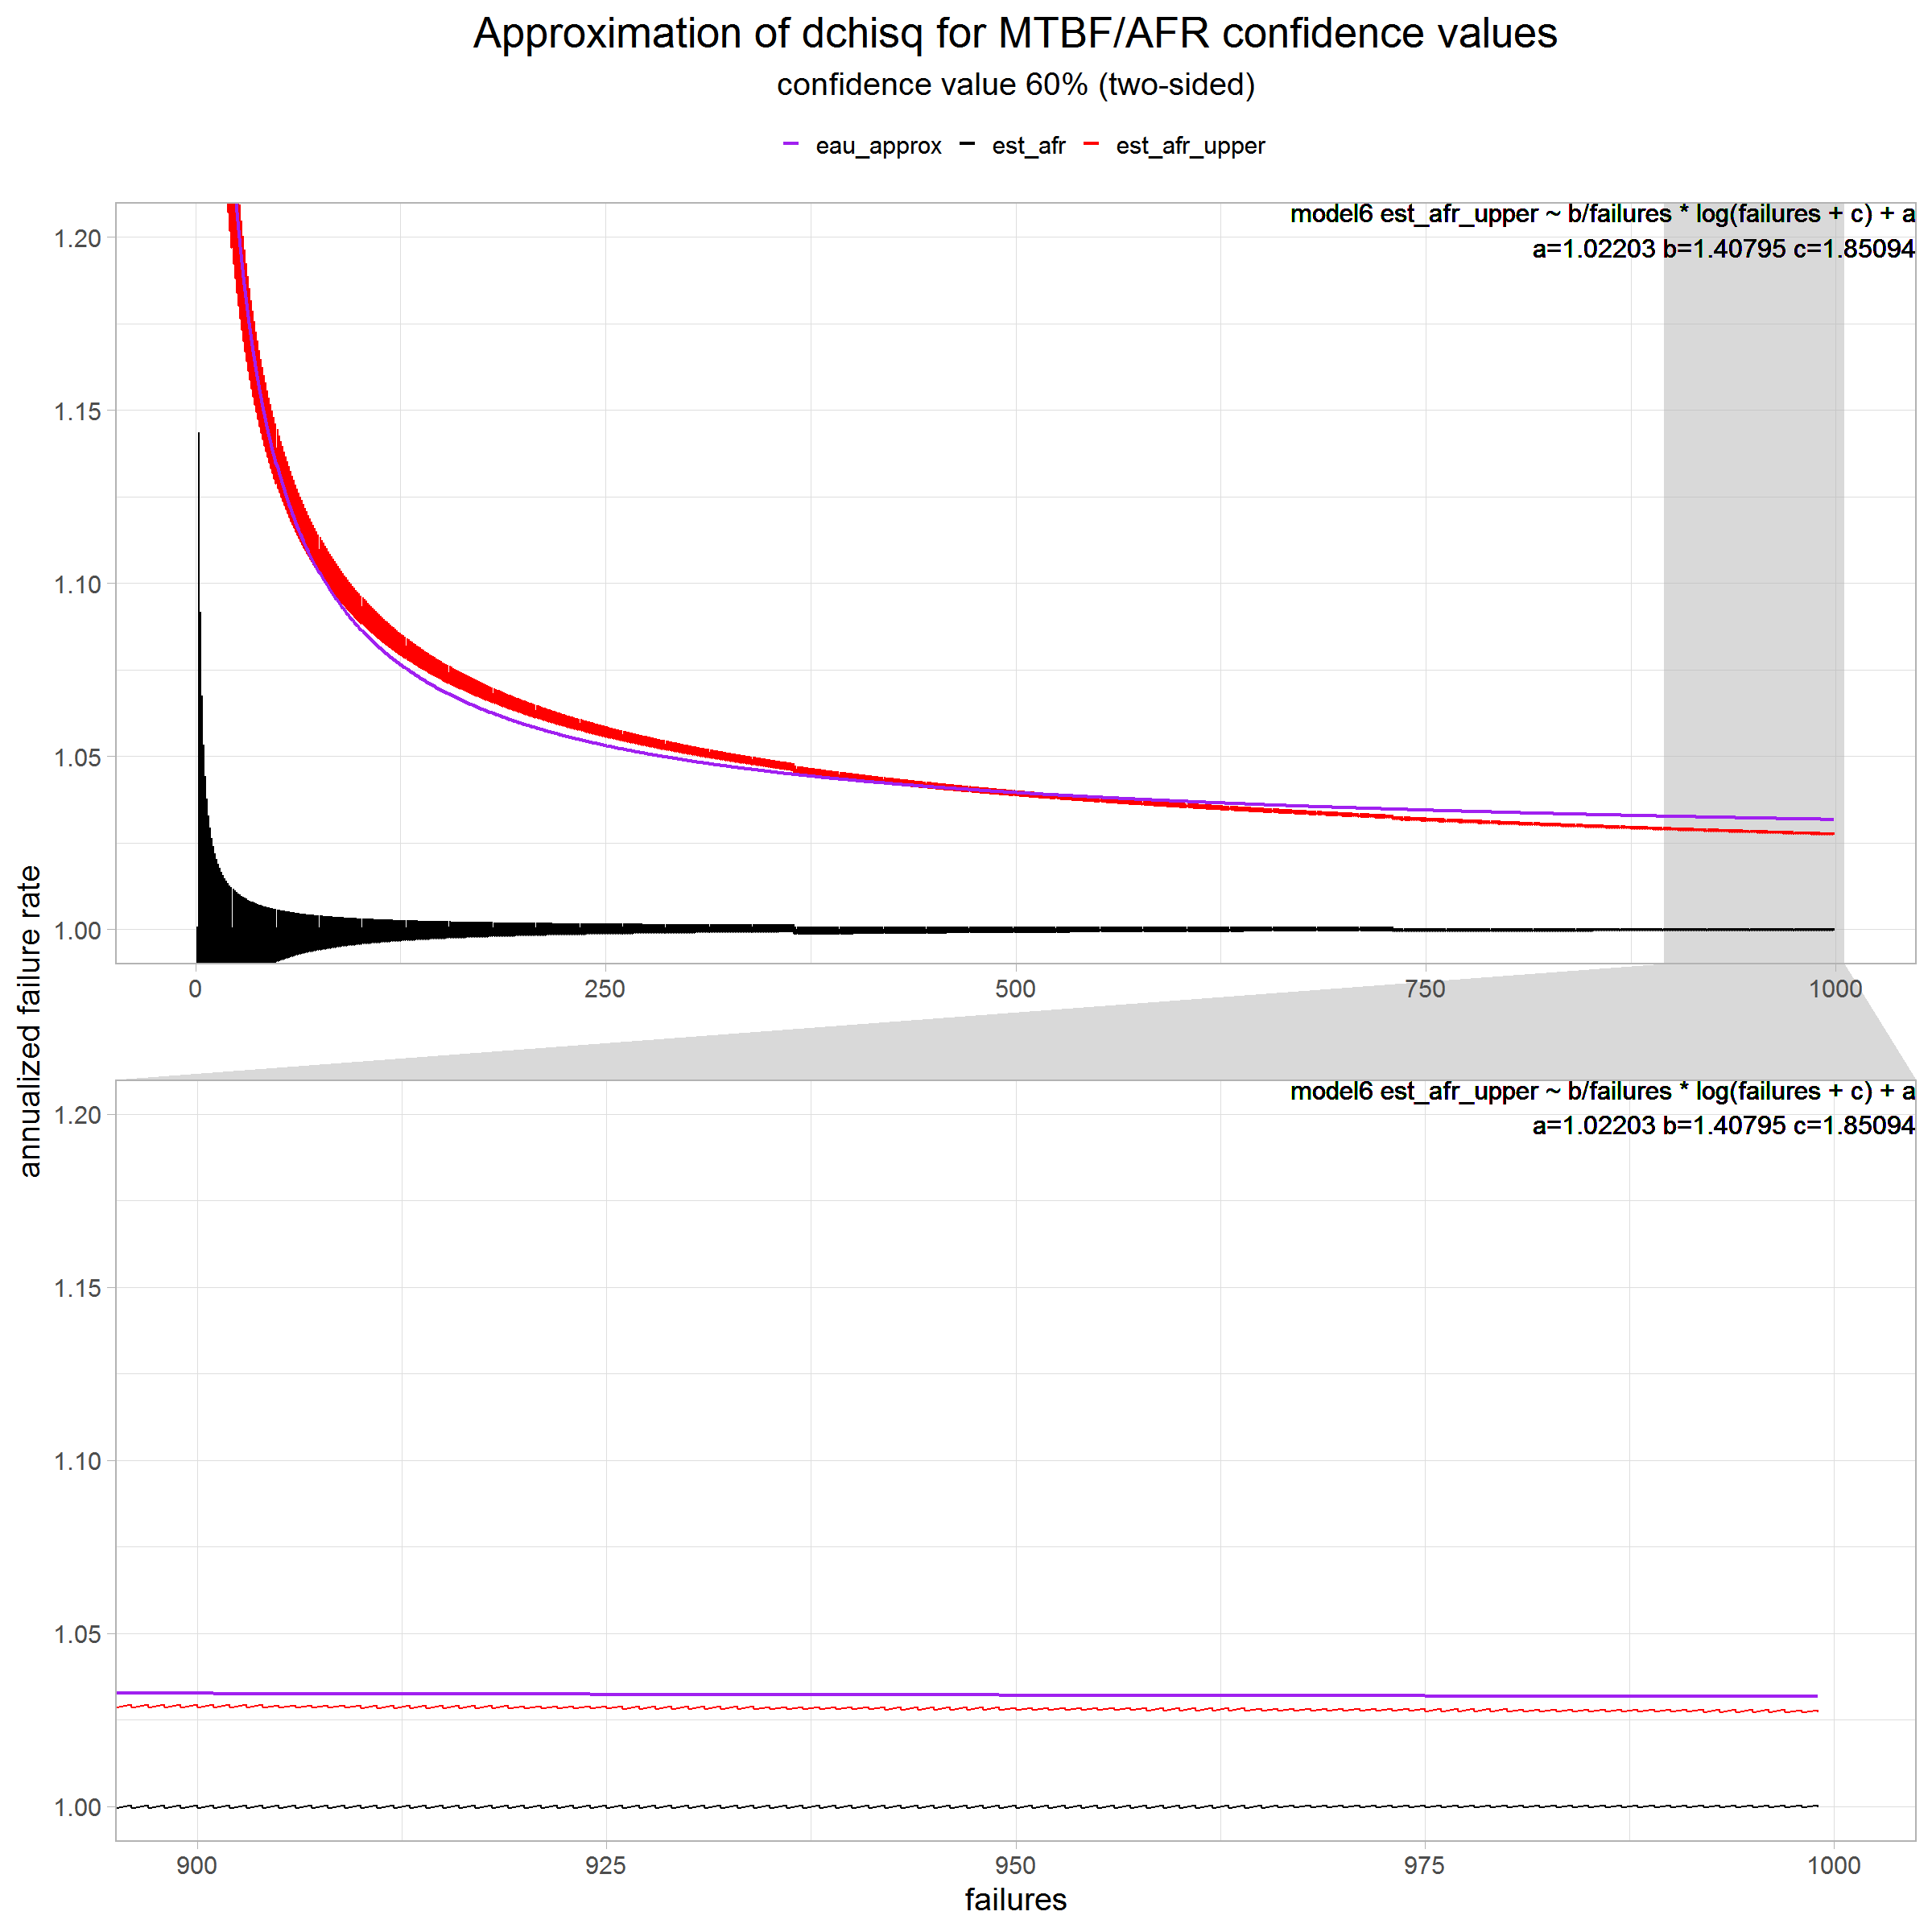 Approximation of dchisq for MTBF/AFR confidence values
confidence value 60% (two-sided)
eau_approx est_afr est_afr_upper
model6 est_afr_upper ~ b/failures * log(failures + c) + a
a=1.02203 b=1.40795 c=1.85094
1.20
1.15
1.10
1.05
1.00
0 250 500 750 1000
annualized failure rate
model6 est_afr_upper ~ b/failures * log(failures + c) + a
a=1.02203 b=1.40795 c=1.85094
1.20
1.15
1.10
1.05
1.00
900 925 950 975 1000
failures